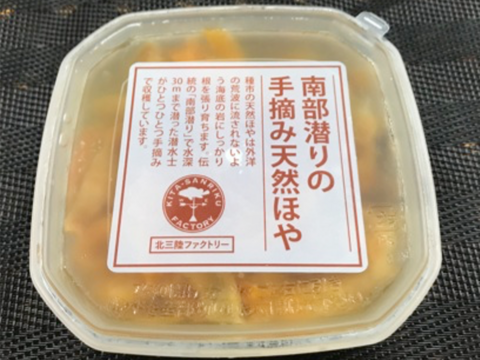 南部潜りの
手摘み天然ほや
種市の天然ほやは外洋
の荒波に流されないよ
う海底の岩にしっかり
根を張り育ちます。伝
統の「南部潜り」で水深
30mまで潜った潜水士
がひとつひとつ手摘み
で収穫しています。
KITA-SANRIKU
FACTORY
北三陸ファクトリー